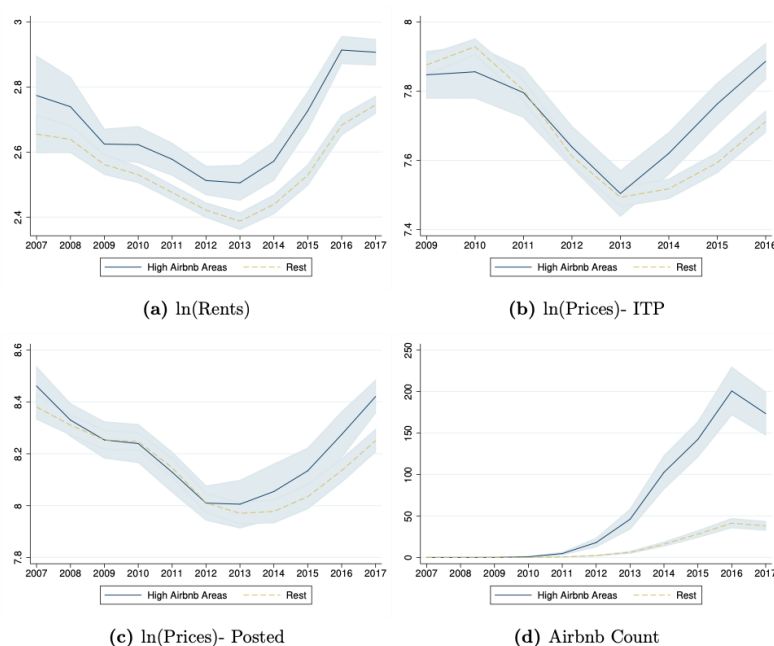 3
2.8
2.6
2.4
2007 2008 2009 2010 2011 2012 2013 2014 2015 2016 2017
High Airbnb Areas Rest
(a) ln(Rents)
8
7.8
7.6
7.4
2009 2010 2011 2012 2013 2014 2015 2016
High Airbnb Areas Rest
(b) ln(Prices)- ITP
8.6
8.4
8.2
8
7.8
2007 2008 2009 2010 2011 2012 2013 2014 2015 2016 2017
High Airbnb Areas Rest
(c) ln(Prices)- Posted
250
200
150
100
50
0
2007 2008 2009 2010 2011 2012 2013 2014 2015 2016 2017
High Airbnb Areas Rest
(d) Airbnb Count